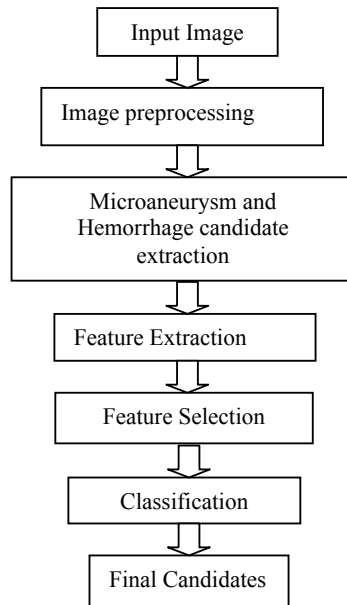 Input Image
Image preprocessing
Microaneurysm and
Hemorrhage candidate
extraction
Feature Extraction
Feature Selection
Classification
Final Candidates